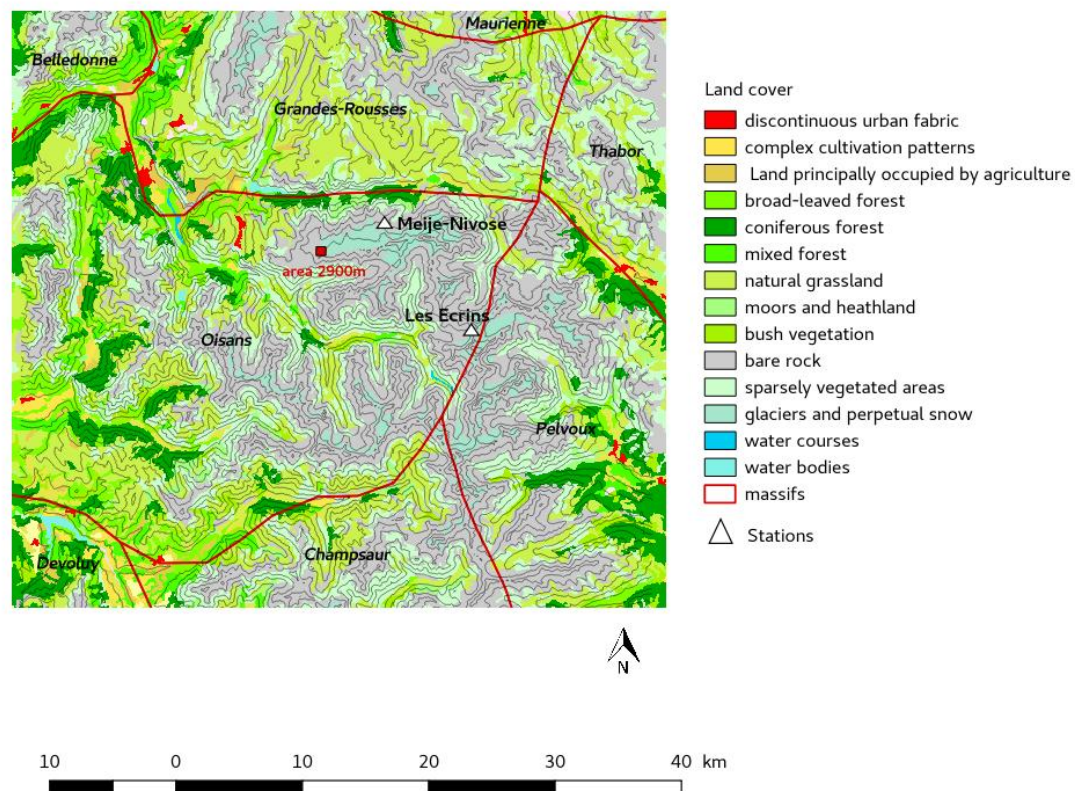 Maurienne
Belledonne
Grandes-Rousses
Thabor
Meije-Nivose
area 2900m
Les Ecrins
Oisans
Pelvoux
Champsaur
Devoluy
Land cover
discontinuous urban fabric
complex cultivation patterns
Land principally occupied by agriculture
broad-leaved forest
coniferous forest
mixed forest
natural grassland
moors and heathland
bush vegetation
bare rock
sparsely vegetated areas
glaciers and perpetual snow
water courses
water bodies
massifs
Stations
N
10 0 10 20 30 40 km